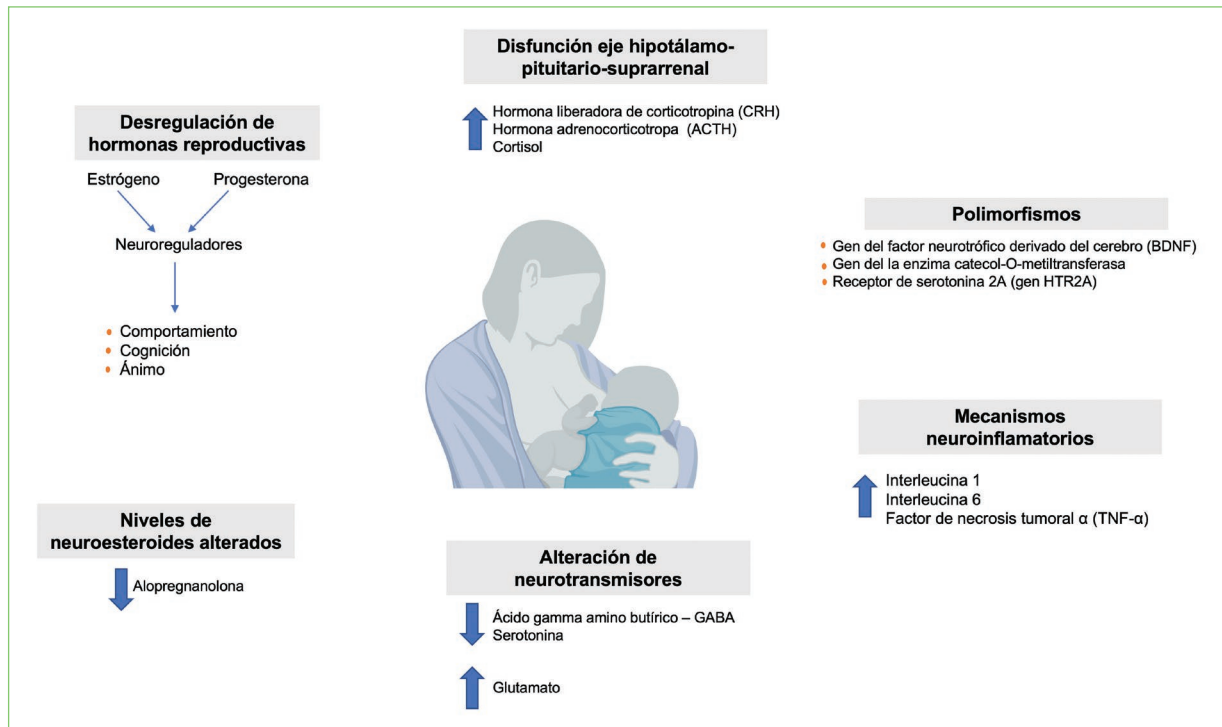 Disfunción eje hipotálamo-
pituitario-suprarrenal
Hormona liberadora de corticotropina (CRH)
Hormona adrenocorticotropa (ACTH)
Cortisol
Desregulación de
hormonas reproductivas
Estrógeno
Progesterona
Neuroreguladores
• Comportamiento
• Cognición
• Ánimo
Polimorfismos
• Gen del factor neurotrófico derivado del cerebro (BDNF)
• Gen del la enzima catecol-O-metiltransferasa
• Receptor de serotonina 2A (gen HTR2A)
Mecanismos
neuroinflamatorios
Interleucina 1
Interleucina 6
Factor de necrosis tumoral α (TNF-α)
Niveles de
neuroesteroides alterados
Alopregnanolona
Alteración de
neurotransmisores
Ácido gamma amino butírico – GABA
Serotonina
Glutamato